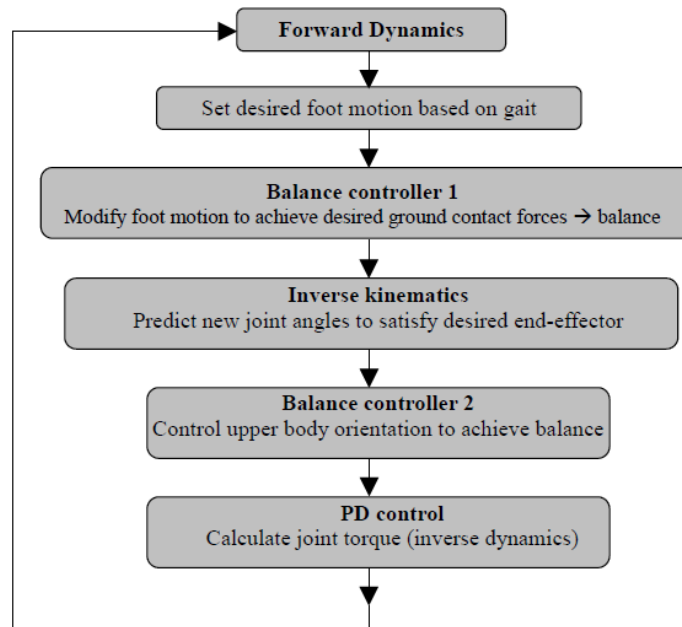 Forward Dynamics
Set desired foot motion based on gait
Balance controller 1
Modify foot motion to achieve desired ground contact forces → balance
Inverse kinematics
Predict new joint angles to satisfy desired end-effector
Balance controller 2
Control upper body orientation to achieve balance
PD control
Calculate joint torque (inverse dynamics)